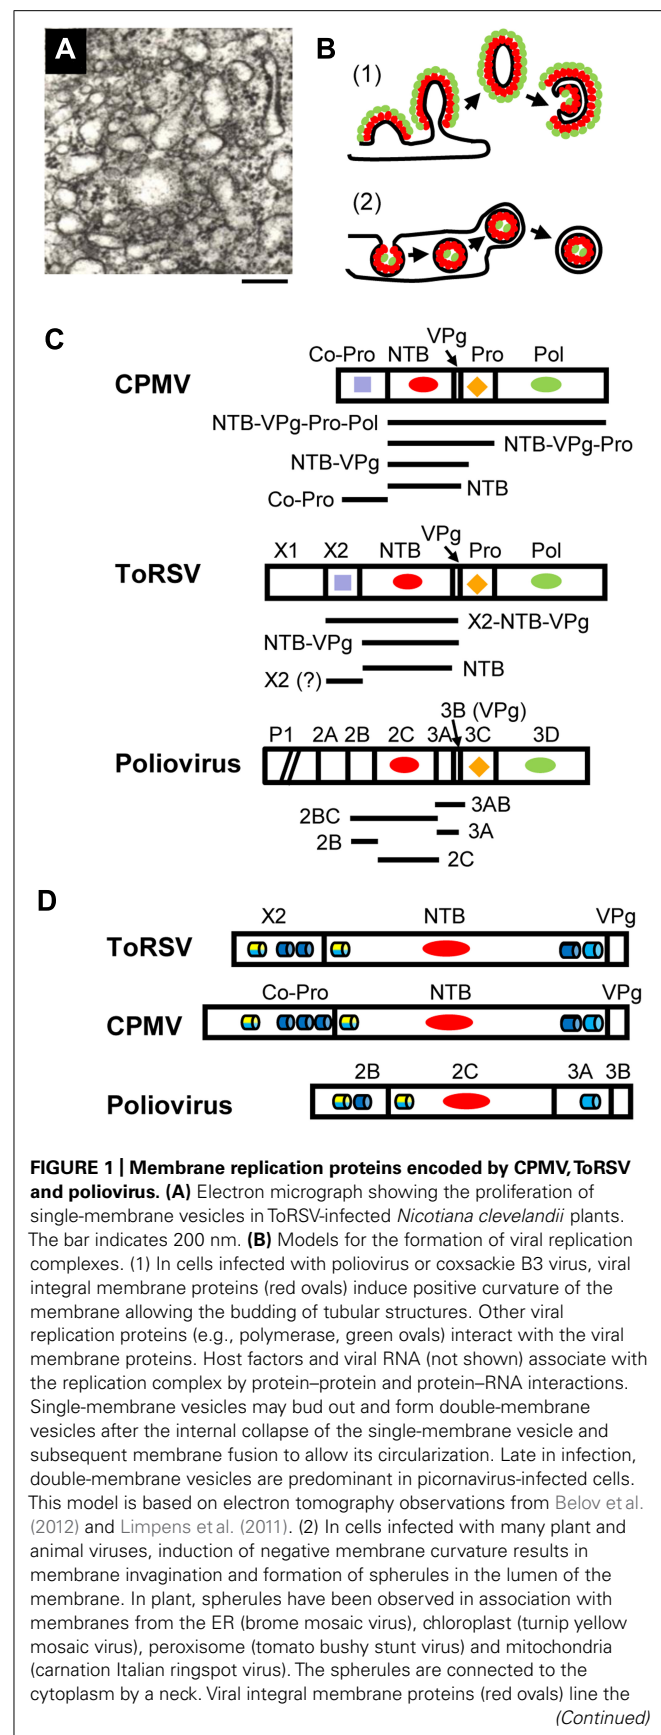 A
B
(1)
(2)
C
VPg
Co-Pro NTB Pro Pol
CPMV
NTB-VPg-Pro-Pol
NTB-VPg-Pro
NTB-VPg
NTB
Co-Pro
VPg
X1 X2 NTB Pro Pol
ToRSV
X2-NTB-VPg
NTB-VPg
NTB
X2 (?)
3B (VPg)
P1 2A 2B 2C 3A 3C 3D
Poliovirus
3AB
2BC
3A
2B
2C
D
X2 NTB VPg
ToRSV
Co-Pro NTB VPg
CPMV
2B 2C 3A 3B
Poliovirus
FIGURE 1 | Membrane replication proteins encoded by CPMV, ToRSV
and poliovirus. (A) Electron micrograph showing the proliferation of
single-membrane vesicles in ToRSV-infected Nicotiana clevelandii plants.
The bar indicates 200 nm. (B) Models for the formation of viral replication
complexes. (1) In cells infected with poliovirus or coxsackie B3 virus, viral
integral membrane proteins (red ovals) induce positive curvature of the
membrane allowing the budding of tubular structures. Other viral
replication proteins (e.g., polymerase, green ovals) interact with the viral
membrane proteins. Host factors and viral RNA (not shown) associate with
the replication complex by protein–protein and protein–RNA interactions.
Single-membrane vesicles may bud out and form double-membrane
vesicles after the internal collapse of the single-membrane vesicle and
subsequent membrane fusion to allow its circularization. Late in infection,
double-membrane vesicles are predominant in picornavirus-infected cells.
This model is based on electron tomography observations from Belov et al.
(2012) and Limpens et al. (2011). (2) In cells infected with many plant and
animal viruses, induction of negative membrane curvature results in
membrane invagination and formation of spherules in the lumen of the
membrane. In plant, spherules have been observed in association with
membranes from the ER (brome mosaic virus), chloroplast (turnip yellow
mosaic virus), peroxisome (tomato bushy stunt virus) and mitochondria
(carnation Italian ringspot virus). The spherules are connected to the
cytoplasm by a neck. Viral integral membrane proteins (red ovals) line the
(Continued)